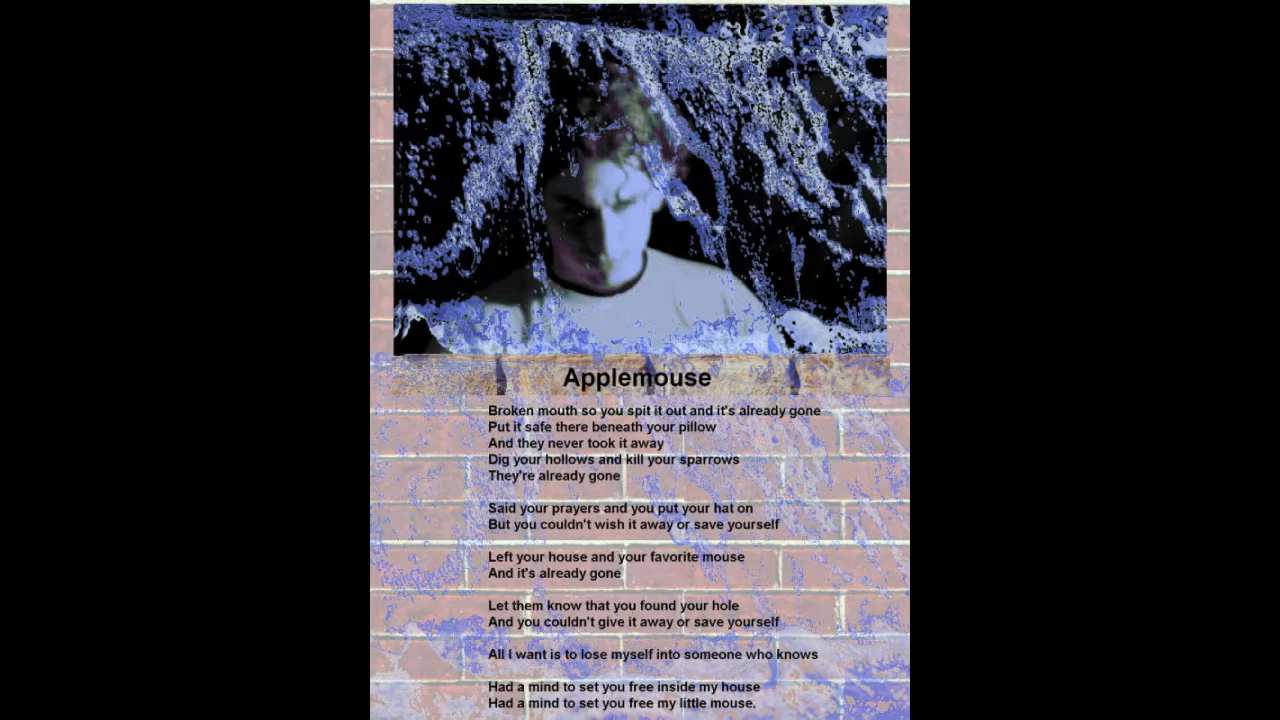 Applemouse
Broken mouth so you spit it out and it's already gone
Put it safe there beneath your pillow
And they never took it away
Dig your hollows and kill your sparrows
They're already gone
Said your prayers and you put your hat on
But you couldn't wish it away or save yourself
Left your house and your favorite mouse
And it's already gone
Let them know that you found your hole
And you couldn't give it away or save yourself
All I want is to lose myself into someone who knows
Had a mind to set you free inside my house
Had a mind to set you free my little mouse.